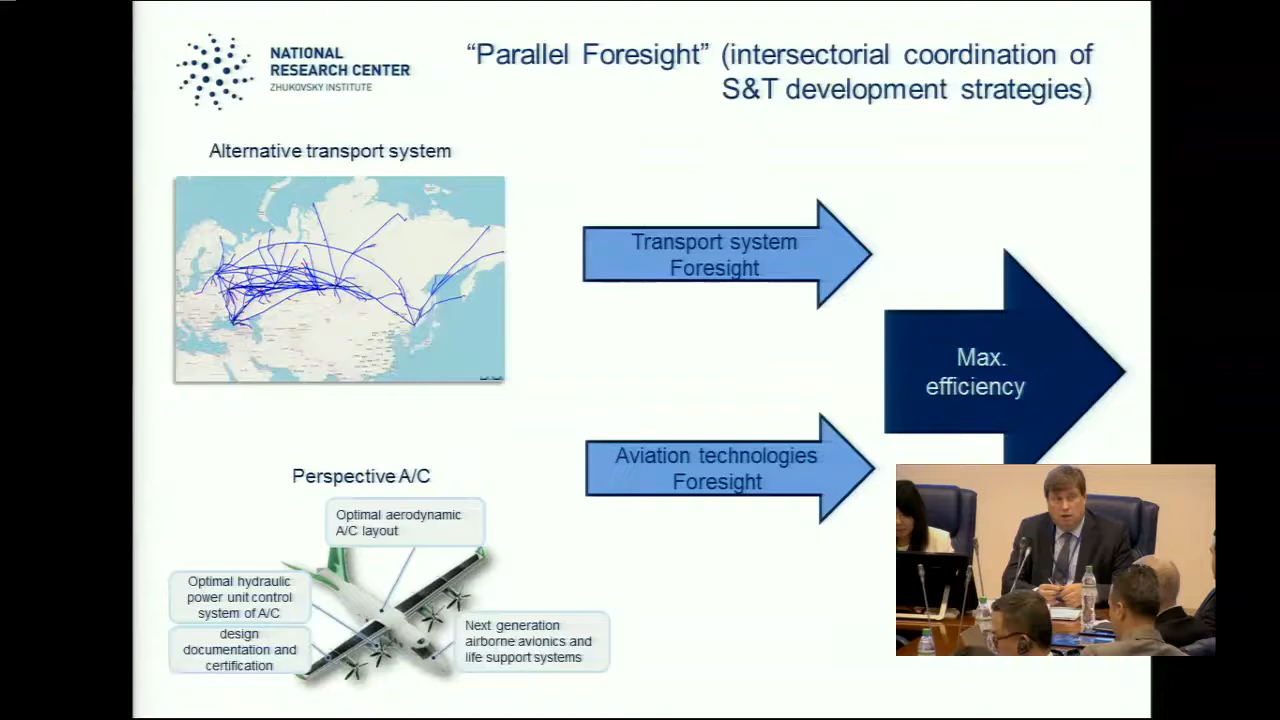 NATIONAL
RESEARCH CENTER
ZHUKOVSKY INSTITUTE
“Parallel Foresight” (intersectorial coordination of
S&T development strategies)
Alternative transport system
Transport system
Foresight
Max.
efficiency
Aviation technologies
Foresight
Perspective A/C
Optimal aerodynamic
A/C layout
Optimal hydraulic
power unit control
system of A/C
design
documentation and
certification
Next generation
airborne avionics and
life support systems